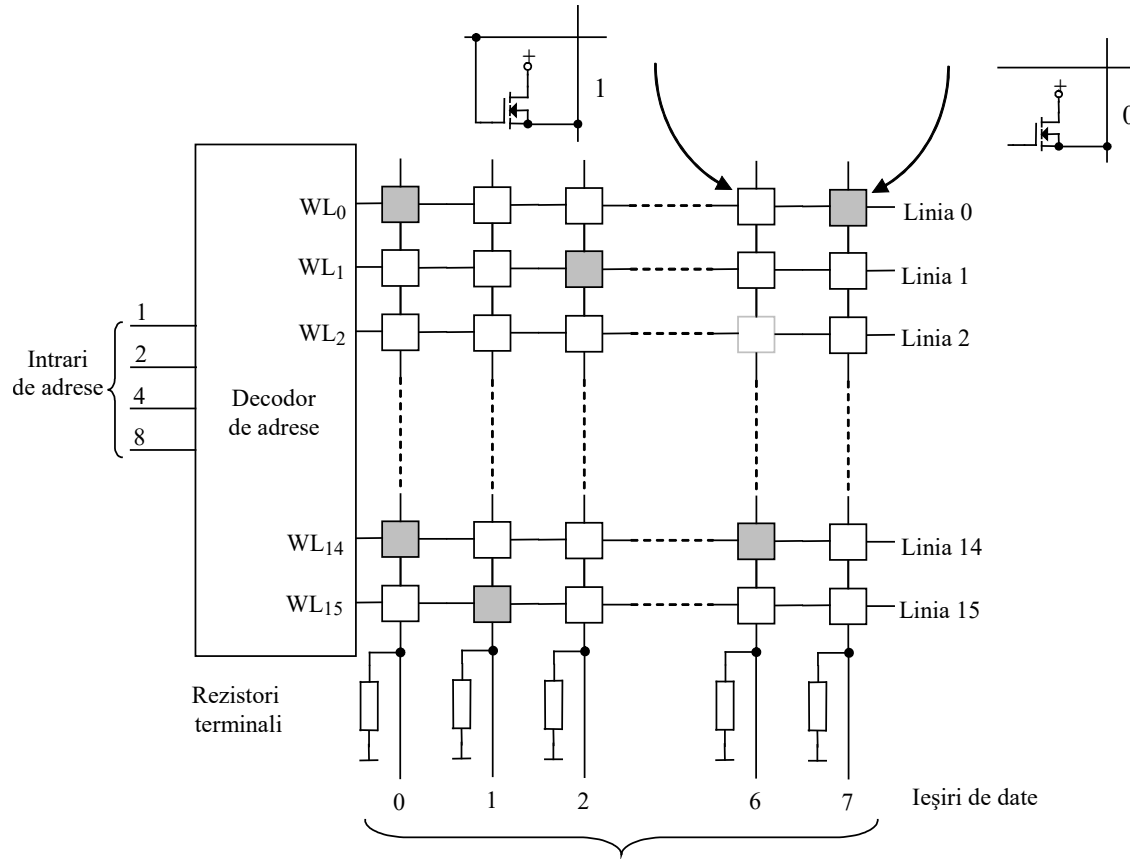 +
1
+
0
WL0
Linia 0
WL1
Linia 1
WL2
Linia 2
1
2
4
8
Intrari
de adrese
Decodor
de adrese
WL14
Linia 14
WL15
Linia 15
Rezistori
terminali
0 1 2 6 7
Ieşiri de date